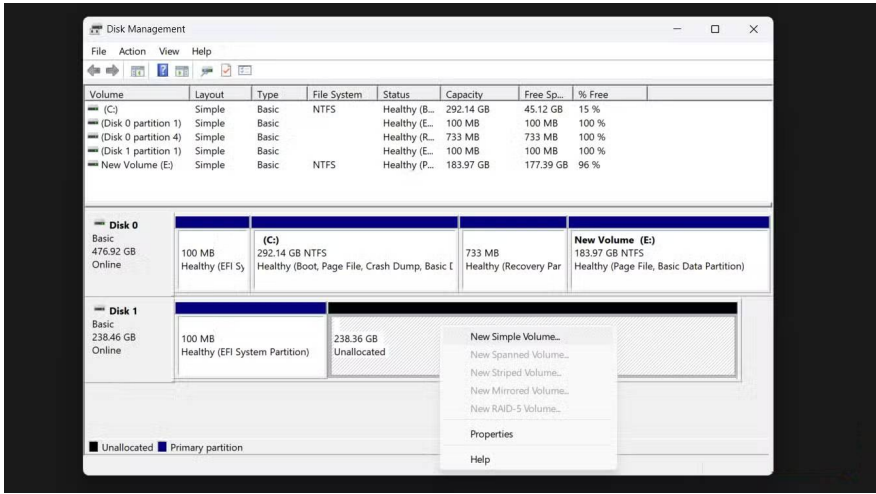 Disk Management
File Action View Help
Volume Layout Type File System Status Capacity Free Sp... % Free
(C:) Simple Basic NTFS Healthy (B... 292.14 GB 45.12 GB 15 %
(Disk 0 partition 1) Simple Basic Healthy (E... 100 MB 100 MB 100 %
(Disk 0 partition 4) Simple Basic Healthy (R... 733 MB 733 MB 100 %
(Disk 1 partition 1) Simple Basic Healthy (E... 100 MB 100 MB 100 %
New Volume (E:) Simple Basic NTFS Healthy (P... 183.97 GB 177.39 GB 96 %
Disk 0
Basic
476.92 GB
Online
100 MB
Healthy (EFI Sy
(C:)
292.14 GB NTFS
Healthy (Boot, Page File, Crash Dump, Basic D
733 MB
Healthy (Recovery Par
New Volume (E:)
183.97 GB NTFS
Healthy (Page File, Basic Data Partition)
Disk 1
Basic
238.46 GB
Online
100 MB
Healthy (EFI System Partition)
238.36 GB
Unallocated
New Simple Volume...
New Spanned Volume...
New Striped Volume...
New Mirrored Volume...
New RAID-5 Volume...
Properties
Help
Unallocated Primary partition